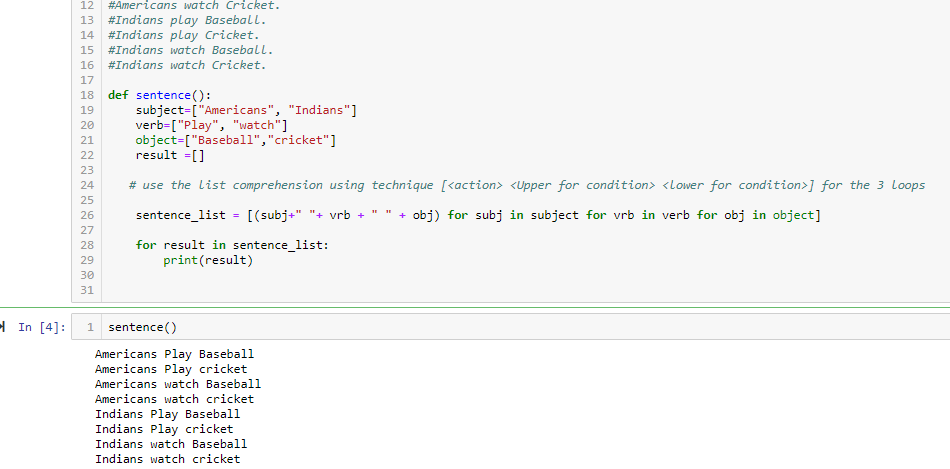 12 #Americans watch Cricket.
13 #Indians play Baseball.
14 #Indians play Cricket.
15 #Indians watch Baseball.
16 #Indians watch Cricket.
17
18 def sentence():
19     subject=["Americans", "Indians"]
20     verb=["Play", "watch"]
21     object=["Baseball","cricket"]
22     result =[]
23
24    # use the list comprehension using technique [<action> <Upper for condition> <lower for condition>] for the 3 loops
25
26     sentence_list = [(subj+" "+ vrb + " " + obj) for subj in subject for vrb in verb for obj in object]
27
28     for result in sentence_list:
29         print(result)
30
31
In [4]: 1 sentence()
Americans Play Baseball
Americans Play cricket
Americans watch Baseball
Americans watch cricket
Indians Play Baseball
Indians Play cricket
Indians watch Baseball
Indians watch cricket